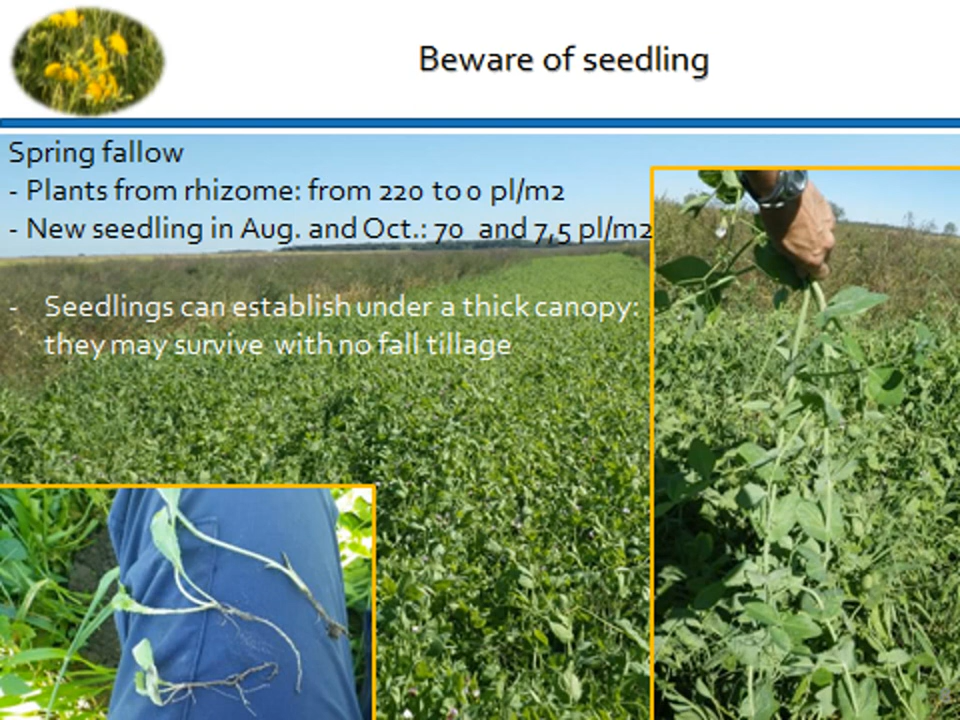 Beware of seedling
Spring fallow
- Plants from rhizome: from 220 to 0 pl/m2
- New seedling in Aug. and Oct.: 70 and 7,5 pl/m2
- Seedlings can establish under a thick canopy:
they may survive with no fall tillage